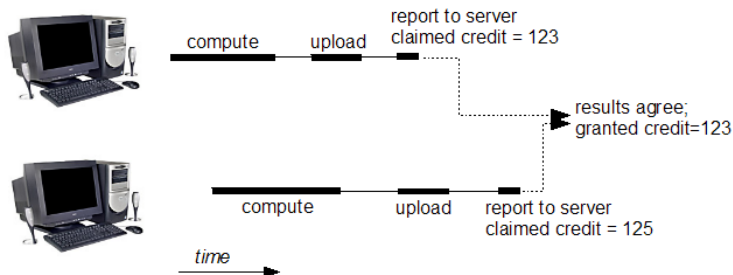 report to server
claimed credit = 123
compute
upload
results agree;
granted credit=123
compute
upload
report to server
claimed credit = 125
time